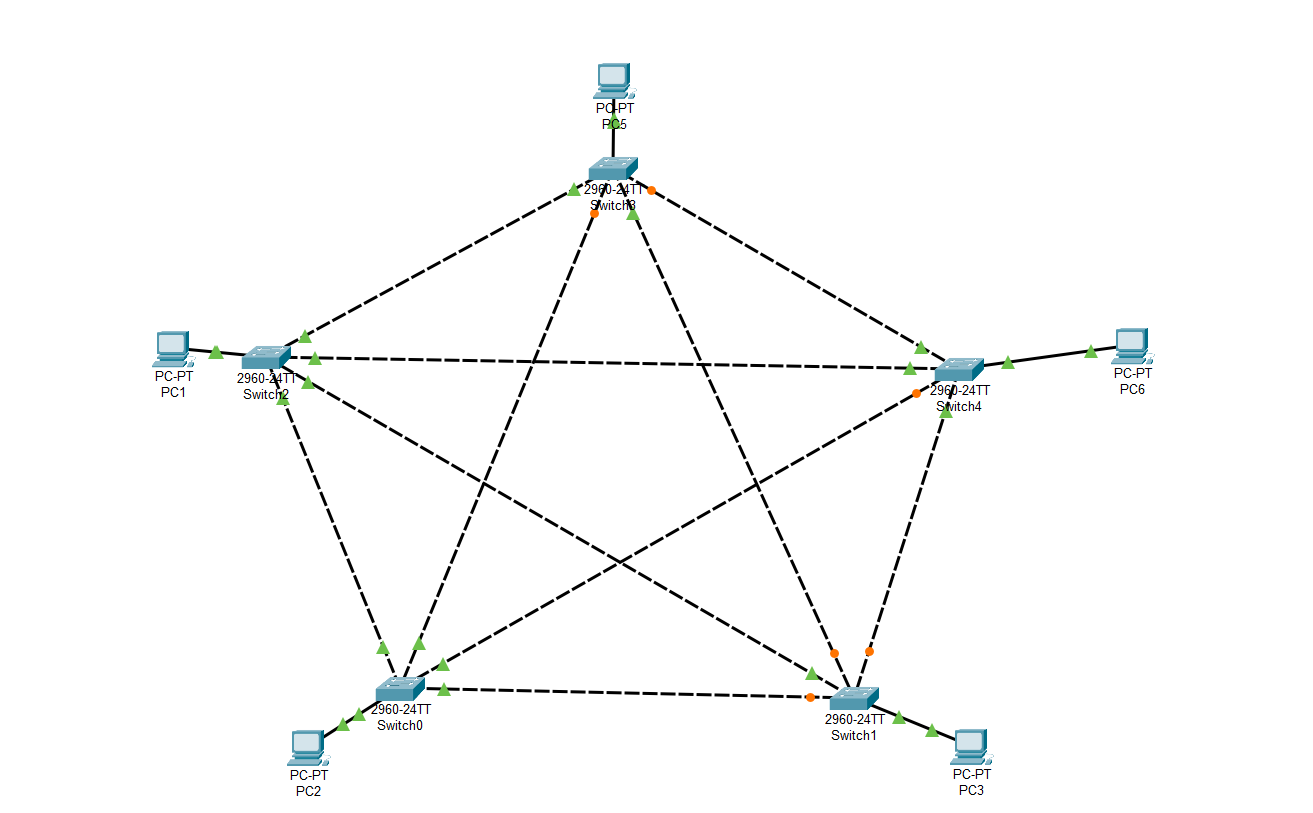 PC-PT
PC5
2960-24TT
Switch3
PC-PT
PC1
2960-24TT
Switch2
2960-24TT
Switch4
PC-PT
PC6
2960-24TT
Switch0
2960-24TT
Switch1
PC-PT
PC2
PC-PT
PC3